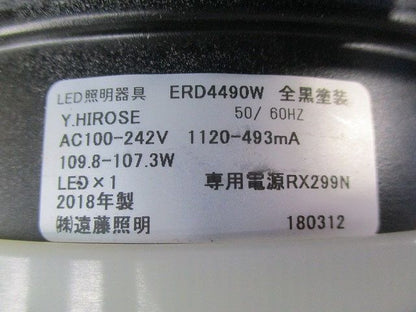 LED照明器具 ERD4490W 全黒塗装
Y.HIROSE 50/60HZ
AC100-242V 1120-493mA
109.8-107.3W
LED×1 専用電源RX299N
2018年製
㈱遠藤照明 180312